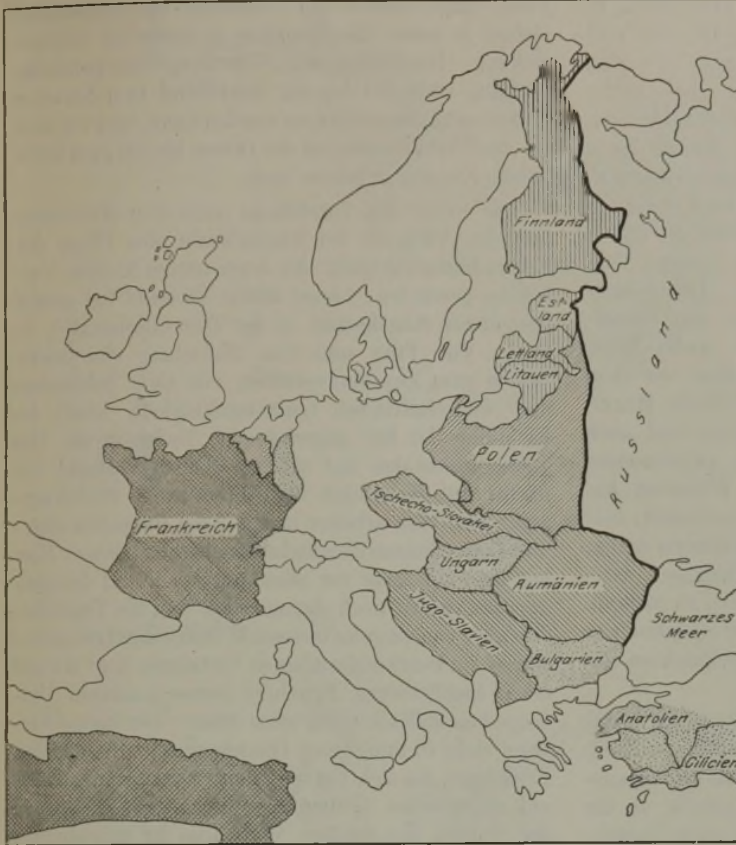 Finnland
Est-
land
Lettland
Litauen
Russland
Polen
Tschecho-Slovakei
Frankreich
Ungarn
Rumänien
Jugo-Slavien
Schwarzes
Meer
Bulgarien
Anatolien
Cilicien